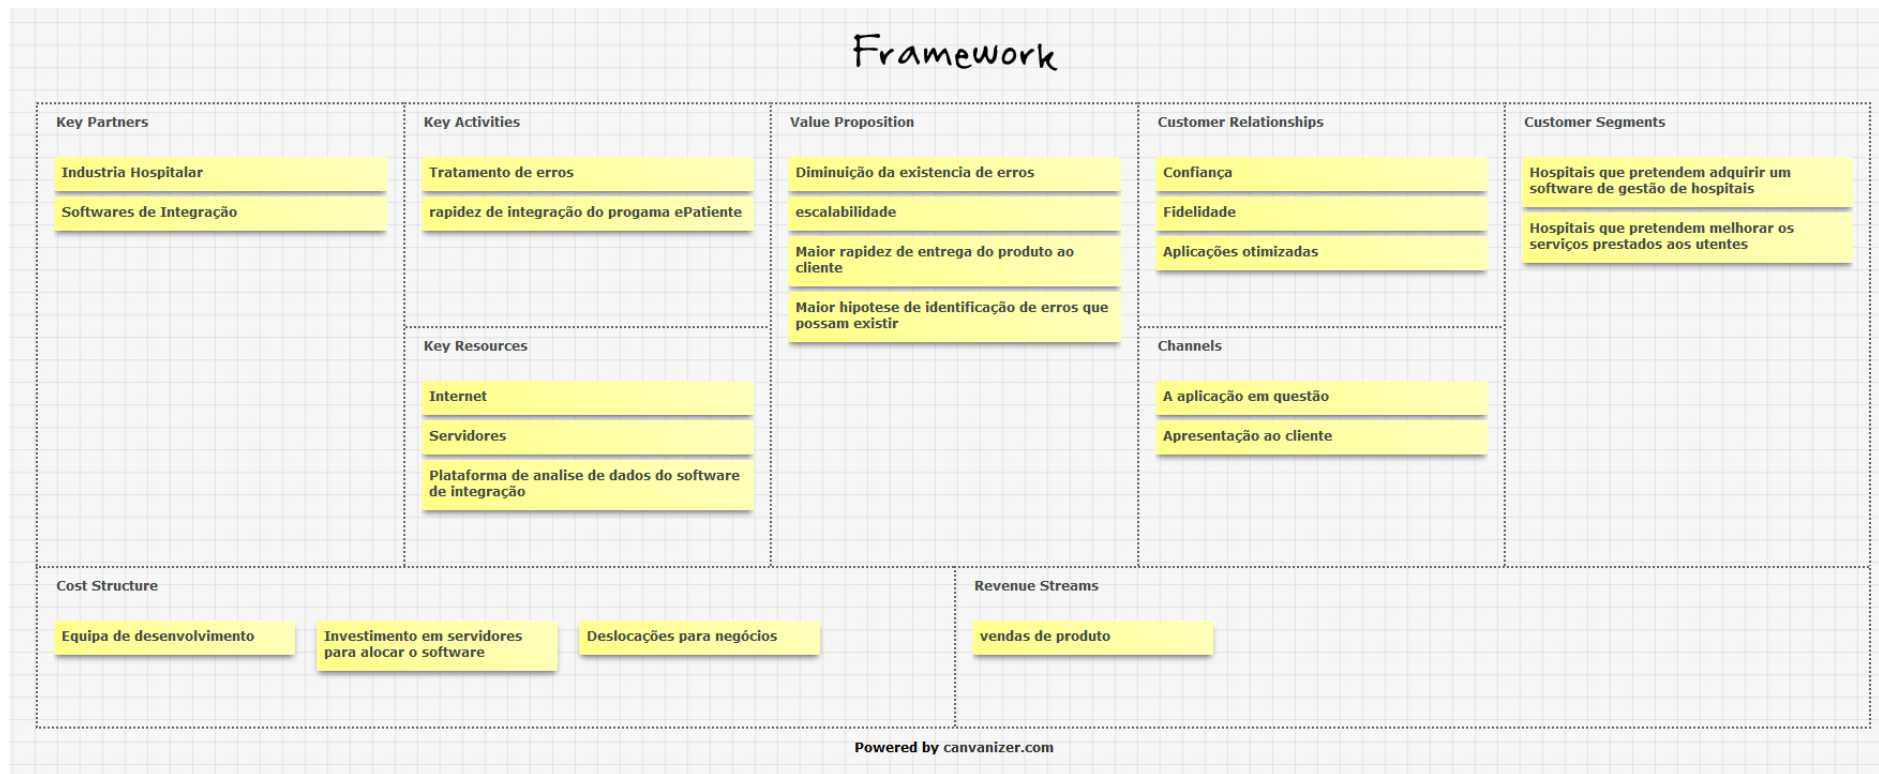 Framework
Key Partners
Industria Hospitalar
Softwares de Integração
Key Activities
Tratamento de erros
rapidez de integração do progama ePatiente
Key Resources
Internet
Servidores
Plataforma de analise de dados do software
de integração
Value Proposition
Diminuição da existencia de erros
escalabilidade
Maior rapidez de entrega do produto ao
cliente
Maior hipotese de identificação de erros que
possam existir
Customer Relationships
Confiança
Fidelidade
Aplicações otimizadas
Channels
A aplicação em questão
Apresentação ao cliente
Customer Segments
Hospitais que pretendem adquirir um
software de gestão de hospitais
Hospitais que pretendem melhorar os
serviços prestados aos utentes
Cost Structure
Equipa de desenvolvimento
Investimento em servidores
para alocar o software
Deslocações para negócios
Revenue Streams
vendas de produto
Powered by canvanizer.com